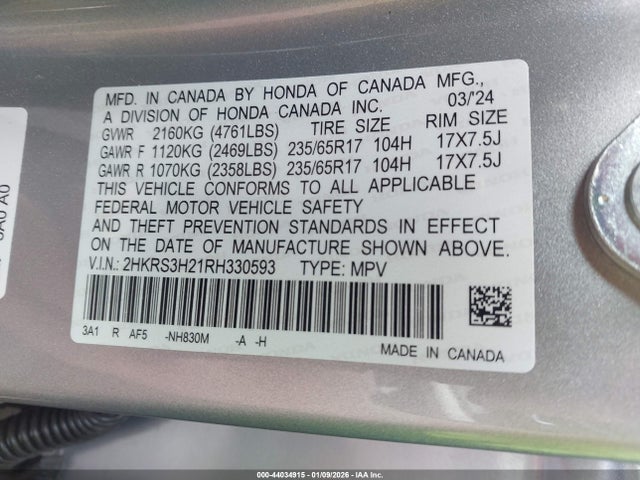 MFD. IN CANADA BY HONDA OF CANADA MFG.,
A DIVISION OF HONDA CANADA INC. 03/'24
GVWR 2160KG (4761LBS) TIRE SIZE RIM SIZE
GAWR F 1120KG (2469LBS) 235/65R17 104H 17X7.5J
GAWR R 1070KG (2358LBS) 235/65R17 104H 17X7.5J
THIS VEHICLE CONFORMS TO ALL APPLICABLE
FEDERAL MOTOR VEHICLE SAFETY
AND THEFT PREVENTION STANDARDS IN EFFECT
ON THE DATE OF MANUFACTURE SHOWN ABOVE.
V.I.N.: 2HKRS3H21RH330593 TYPE: MPV
3A1 R AF5 -NH830M -A -H
MADE IN CANADA
000-44034915 - 01/09/2026 - IAA Inc.